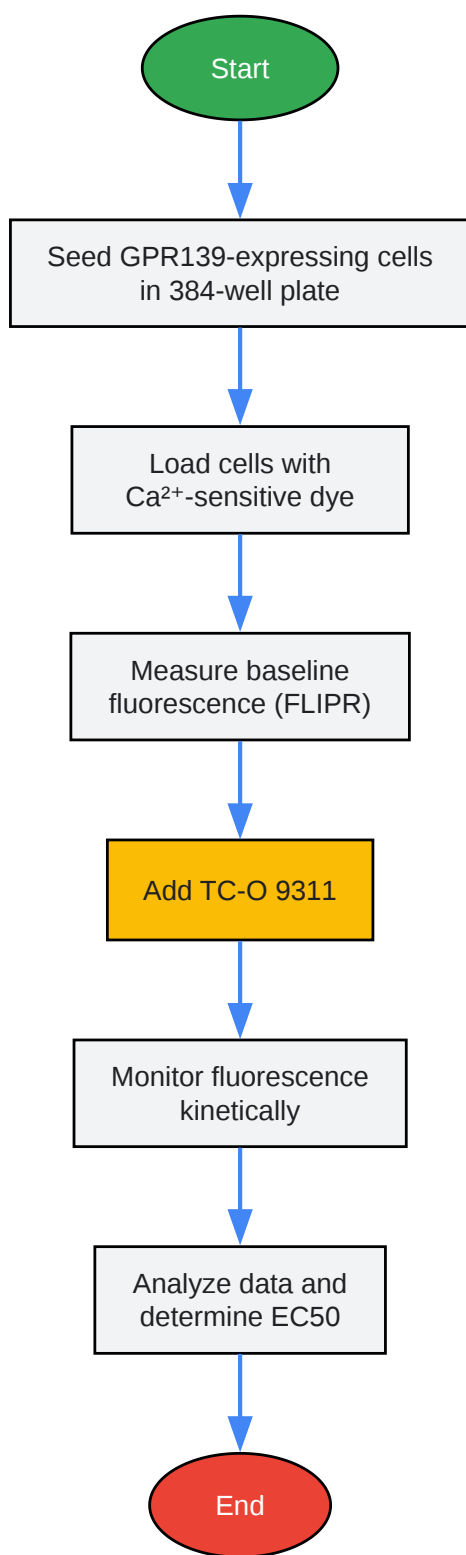 Start
Seed GPR139-expressing cells
in 384-well plate
Load cells with
Ca²⁺-sensitive dye
Measure baseline
fluorescence (FLIPR)
Add TC-O 9311
Monitor fluorescence
kinetically
Analyze data and
determine EC50
End